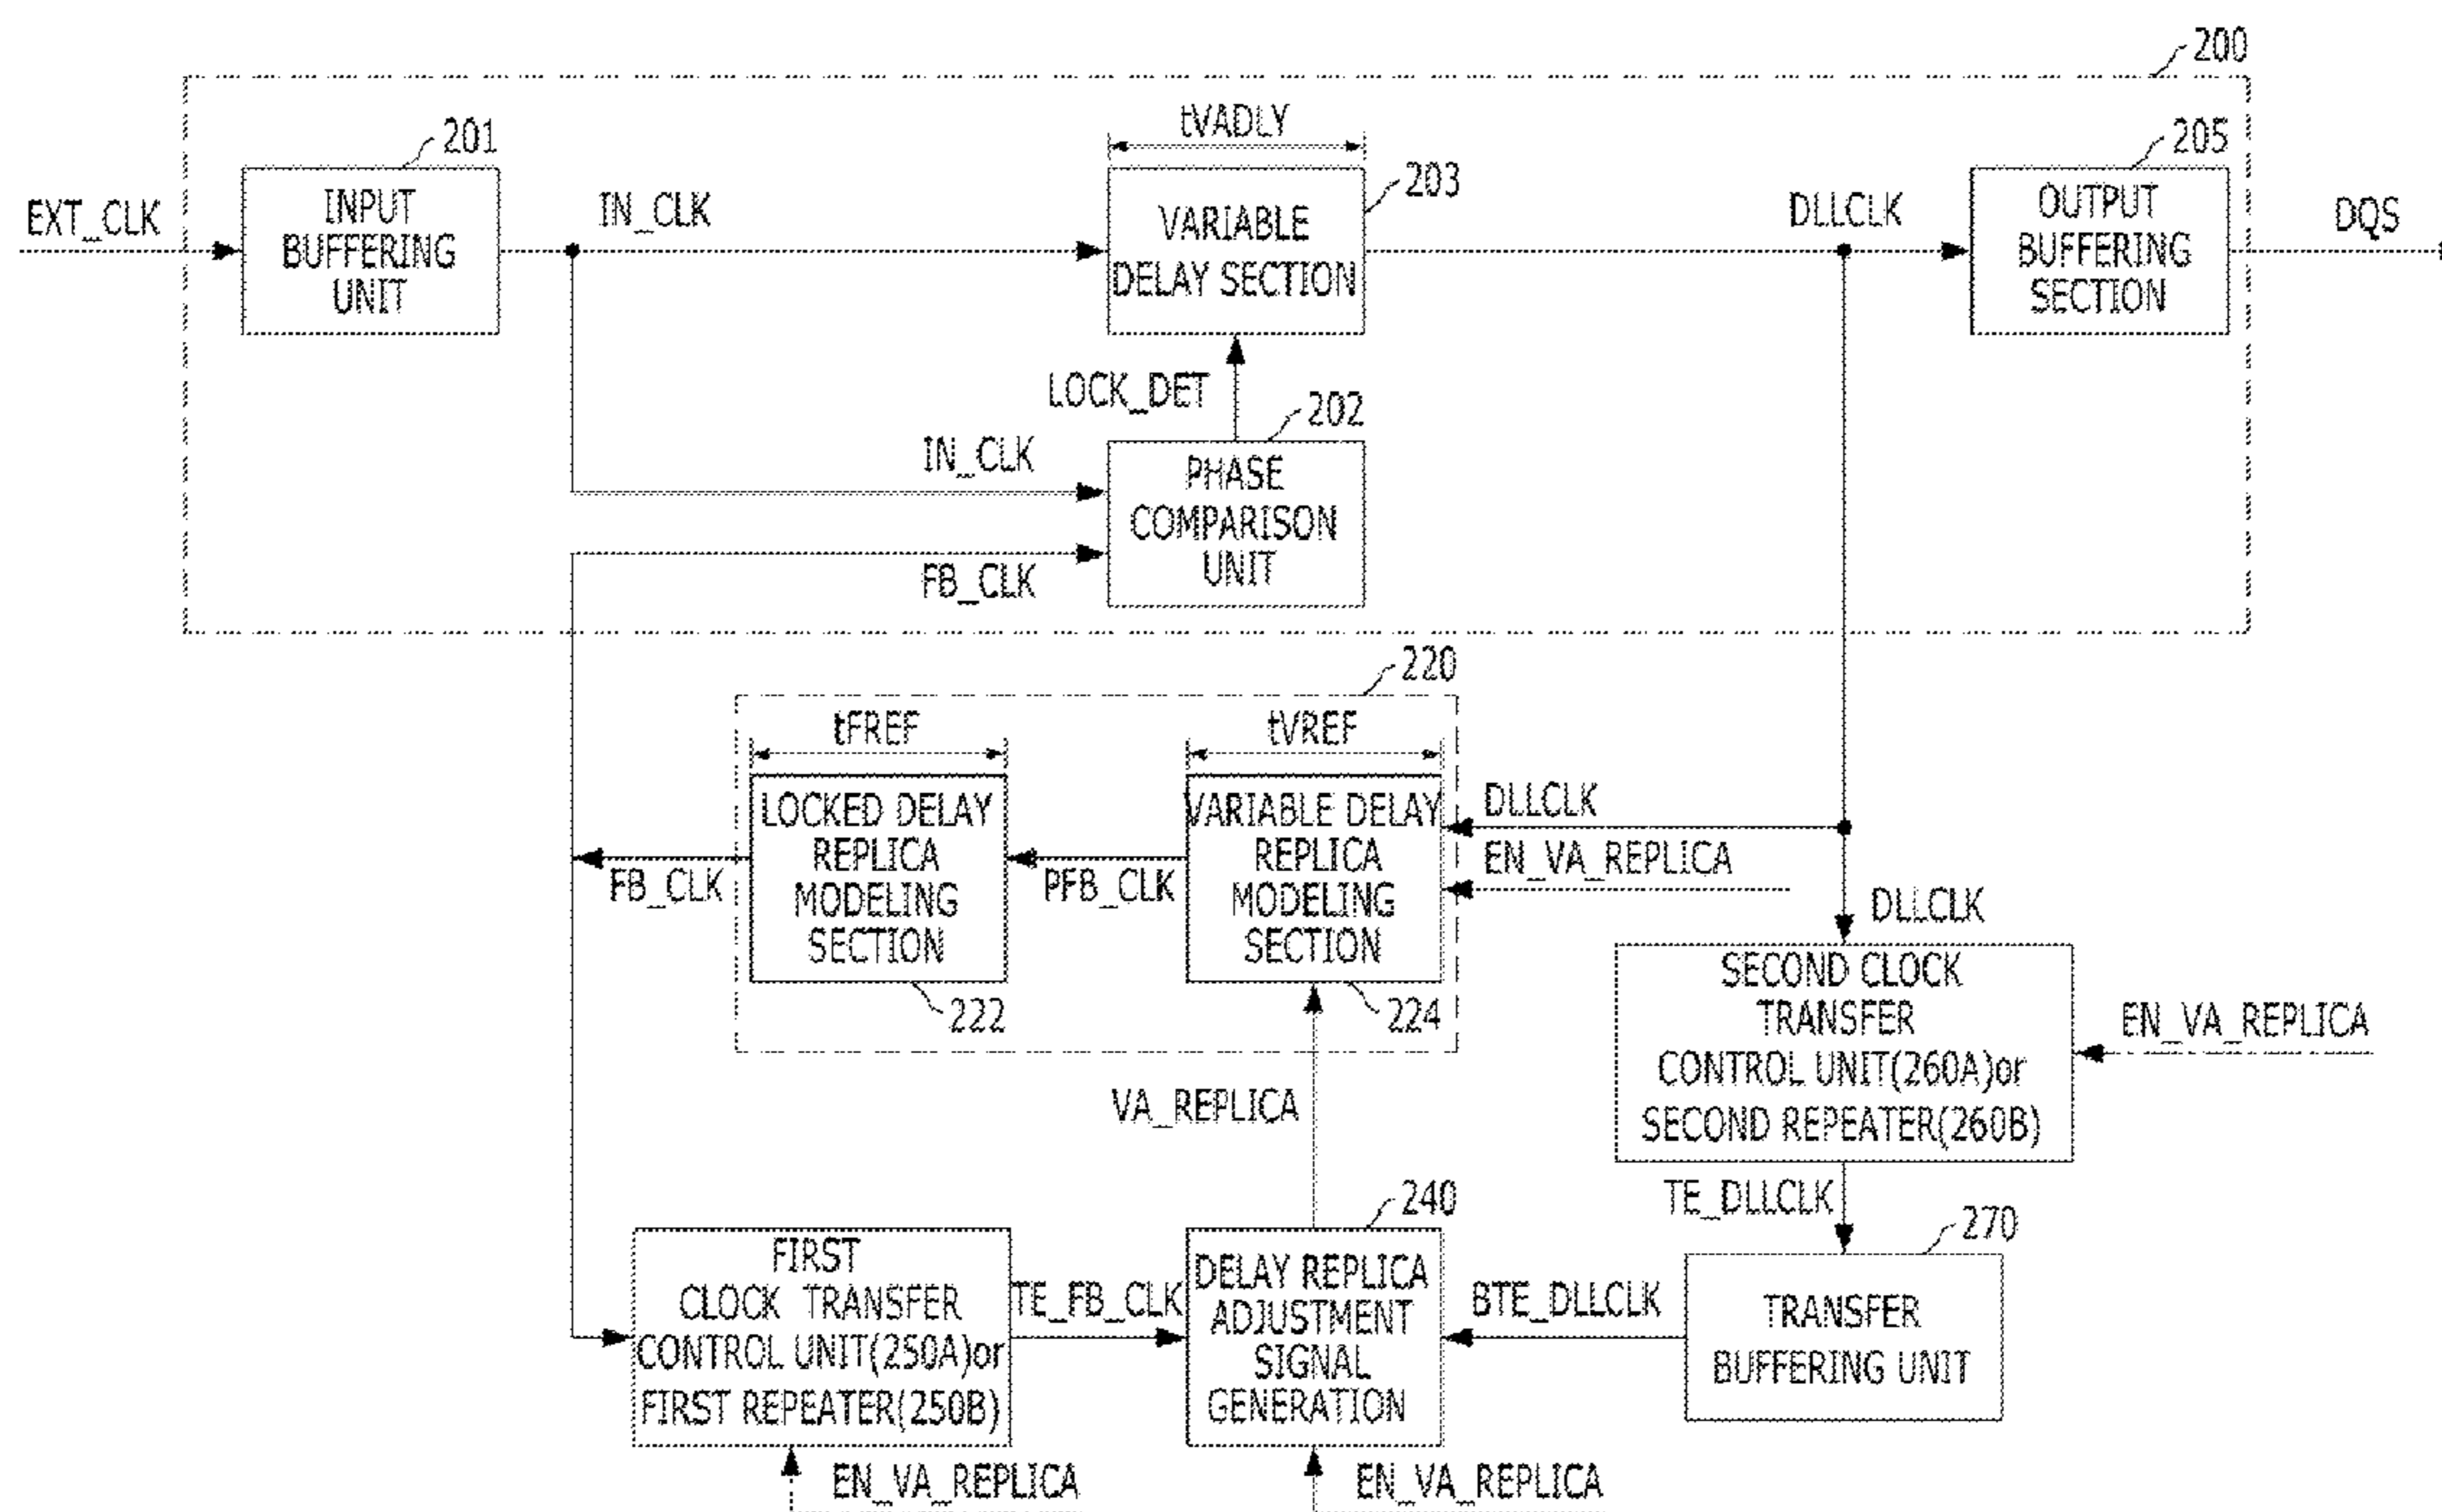 200
tVADLY
201
203
205
EXT_CLK
INPUT
BUFFERING
UNIT
IN_CLK
VARIABLE
DELAY SECTION
DLLCLK
OUTPUT
BUFFERING
SECTION
DQS
LOCK_DET
202
IN_CLK
PHASE
COMPARISON
UNIT
FB_CLK
220
tFREF
tVREF
LOCKED DELAY
REPLICA
MODELING
SECTION
VARIABLE DELAY
REPLICA
MODELING
SECTION
DLLCLK
EN_VA_REPLICA
FB_CLK
PFB_CLK
DLLCLK
222
224
SECOND CLOCK
TRANSFER
CONTROL UNIT(260A)or
SECOND REPEATER(260B)
EN_VA_REPLICA
VA_REPLICA
TE_DLLCLK
240
270
FIRST
CLOCK TRANSFER
CONTROL UNIT(250A)or
FIRST REPEATER(250B)
TE_FB_CLK
DELAY REPLICA
ADJUSTMENT
SIGNAL
GENERATION
BTE_DLLCLK
TRANSFER
BUFFERING UNIT
EN_VA_REPLICA
EN_VA_REPLICA